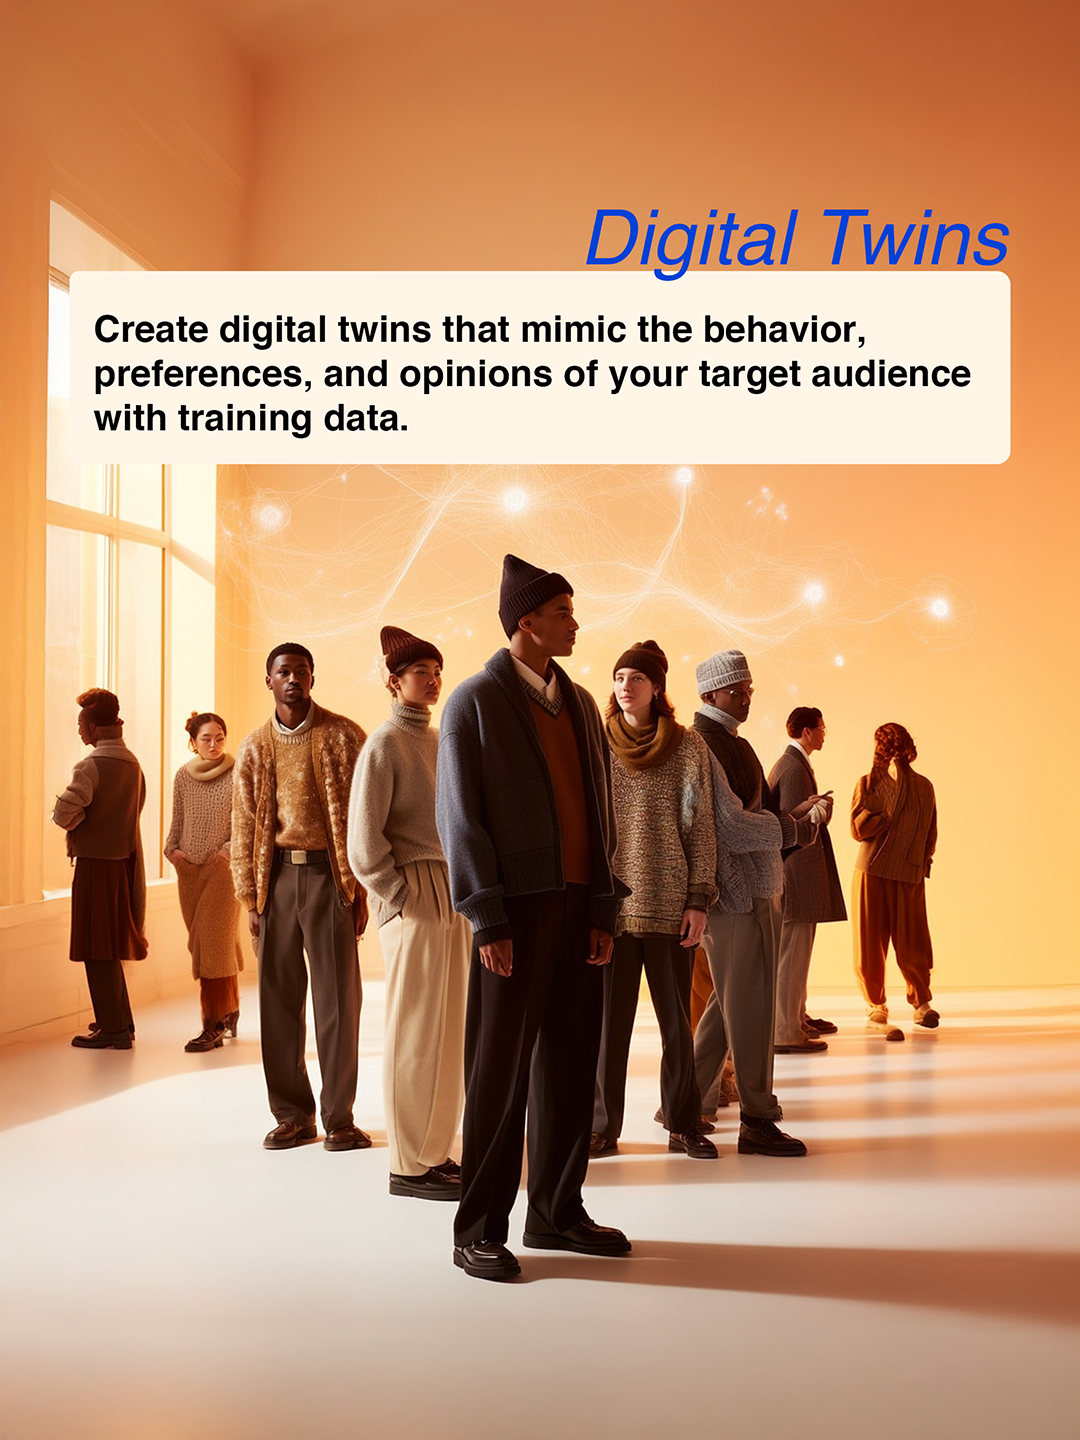 Digital Twins
Create digital twins that mimic the behavior,
preferences, and opinions of your target audience
with training data.